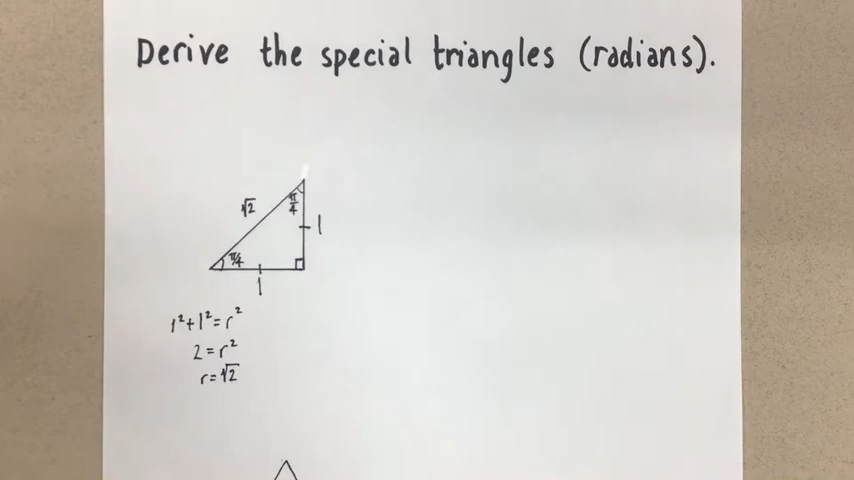 Derive the special triangles (radians).
√2
π/4
1
π/4
1
1²+1²=r²
2=r²
r=√2